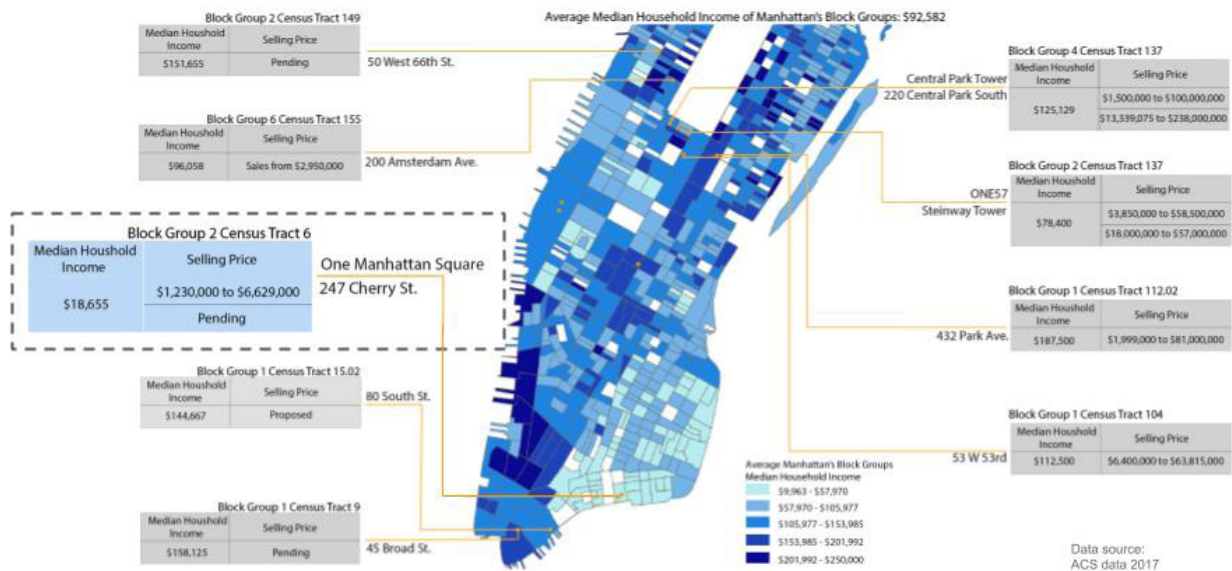 Average Median Household Income of Manhattan's Block Groups: $92,582
Block Group 2 Census Tract 149
Median Houshold Income
Selling Price
$151,655
Pending
50 West 66th St.
Block Group 6 Census Tract 155
Median Houshold Income
Selling Price
$96,058
Sales from $2,950,000
200 Amsterdam Ave.
Block Group 2 Census Tract 6
Median Houshold
Income
Selling Price
$18,655
$1,230,000 to $6,629,000
Pending
One Manhattan Square
247 Cherry St.
Block Group 1 Census Tract 15.02
Median Houshold
Income
Selling Price
$144,667
Proposed
80 South St.
Block Group 1 Census Tract 9
Median Houshold
Income
Selling Price
$158,125
Pending
45 Broad St.
Block Group 4 Census Tract 137
Median Houshold
Income
Selling Price
$125,129
$1,500,000 to $100,000,000
$13,339,075 to $238,000,000
Central Park Tower
220 Central Park South
Block Group 2 Census Tract 137
Median Houshold
Income
Selling Price
$78,400
$3,850,000 to $58,500,000
$18,000,000 to $57,000,000
ONE57
Steinway Tower
Block Group 1 Census Tract 112.02
Median Houshold
Income
Selling Price
$187,500
$1,999,000 to $81,000,000
432 Park Ave.
Block Group 1 Census Tract 104
Median Houshold
Income
Selling Price
$112,500
$6,400,000 to $63,815,000
53 W 53rd
Average Manhattan's Block Groups
Median Household Income
$9,963 - $57,970
$57,970 - $105,977
$105,977 - $153,985
$153,985 - $201,992
$201,992 - $250,000
Data source:
ACS data 2017